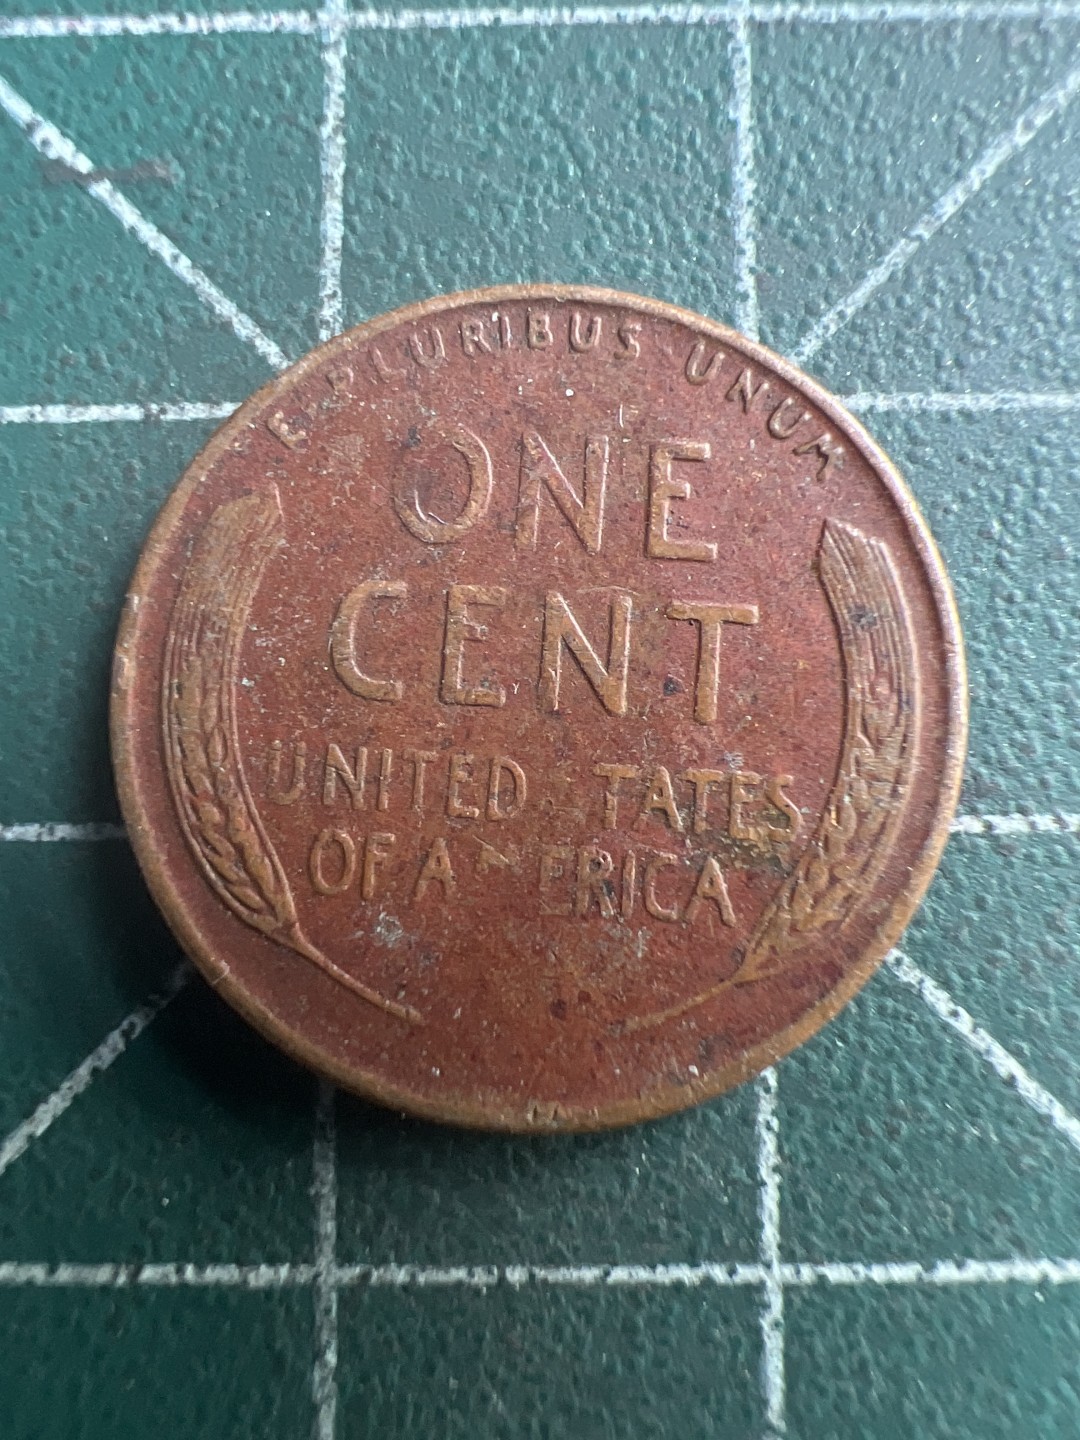 E PLURIBUS UNUM
ONE
CENT
UNITED TATES
OF A ERICA